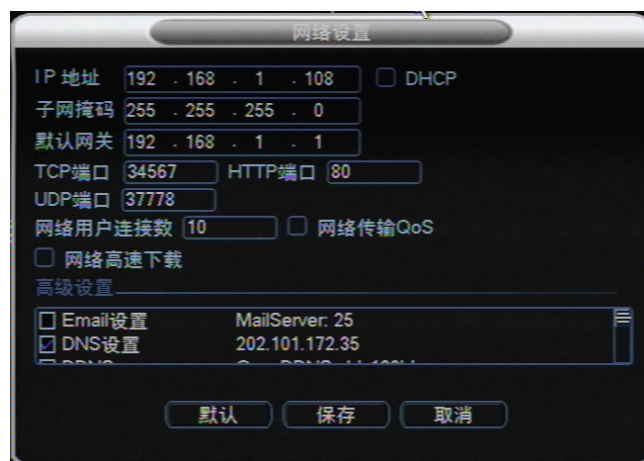 网络设置
IP 地址 192 . 168 . 1 . 108 DHCP
子网掩码 255 . 255 . 255 . 0
默认网关 192 . 168 . 1 . 1
TCP端口 34567 HTTP端口 80
UDP端口 37778
网络用户连接数 10 网络传输QoS
网络高速下载
高级设置
Email设置 MailServer: 25
DNS设置 202.101.172.35
默认 保存 取消